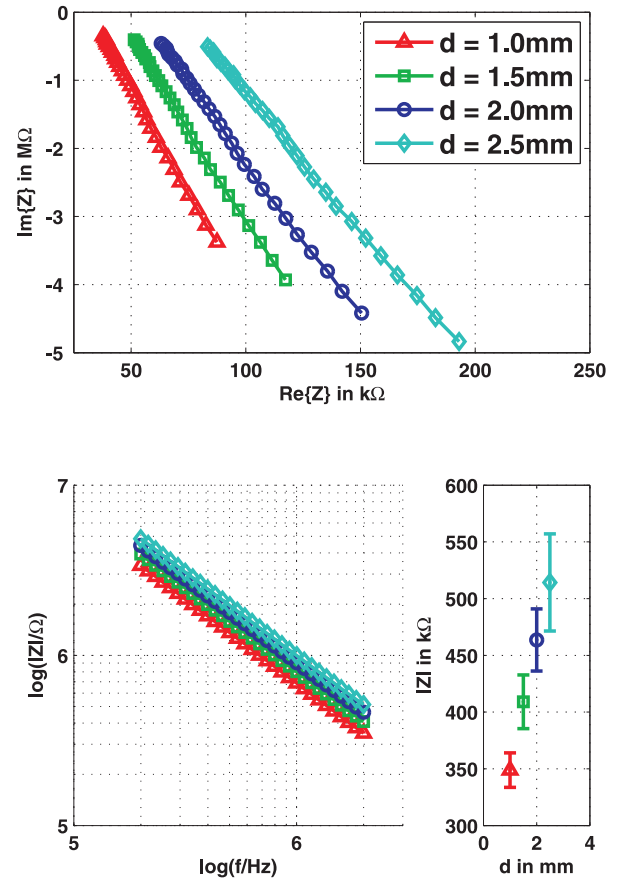 0
-1
-2
-3
-4
-5
Im{Z} in MΩ
50 100 150 200 250
Re{Z} in kΩ
d = 1.0mm
d = 1.5mm
d = 2.0mm
d = 2.5mm
7
6
5
log(|Z|/Ω)
5 6
log(f/Hz)
600
550
500
450
400
350
300
|Z| in kΩ
0 2 4
d in mm